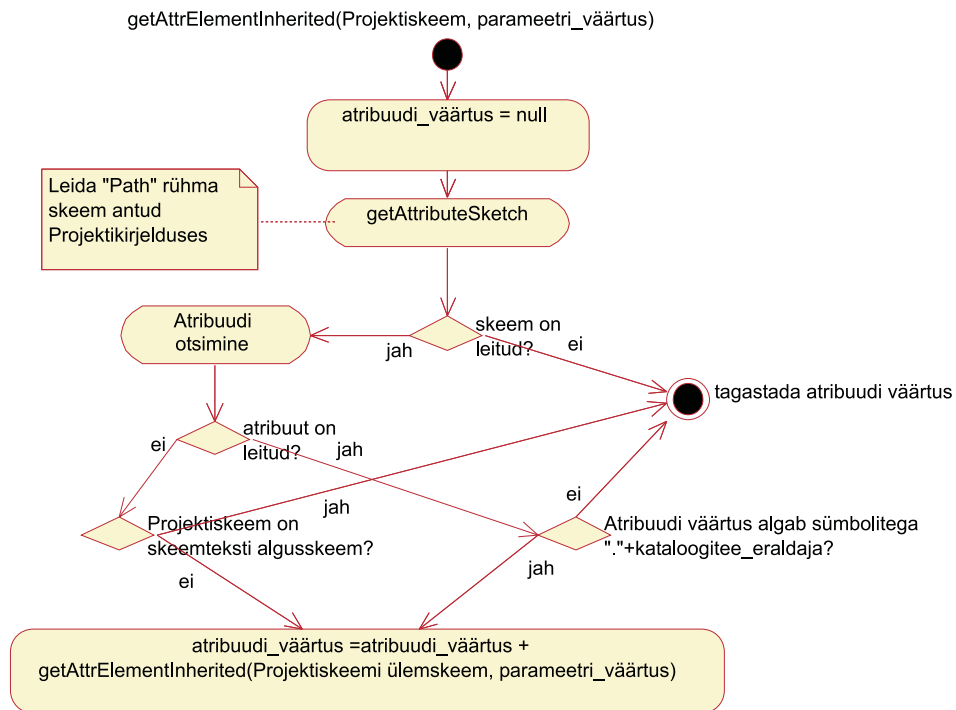 getAttrElementInherited(Projektiskeem, parameetri_väärtus)
atribuudi_väärtus = null
Leida "Path" rühma
skeem antud
Projektikirjelduses
getAttributeSketch
Atribuudi
otsimine
skeem on
leitud?
jah
ei
tagastada atribuudi väärtus
atribuut on
leitud?
ei
jah
ei
jah
Projektiskeem on
skeemteksti algusskeem?
Atribuudi väärtus algab sümbolitega
"."+kataloogitee_eraldaja?
ei
jah
atribuudi_väärtus =atribuudi_väärtus +
getAttrElementInherited(Projektiskeemi ülemskeem, parameetri_väärtus)